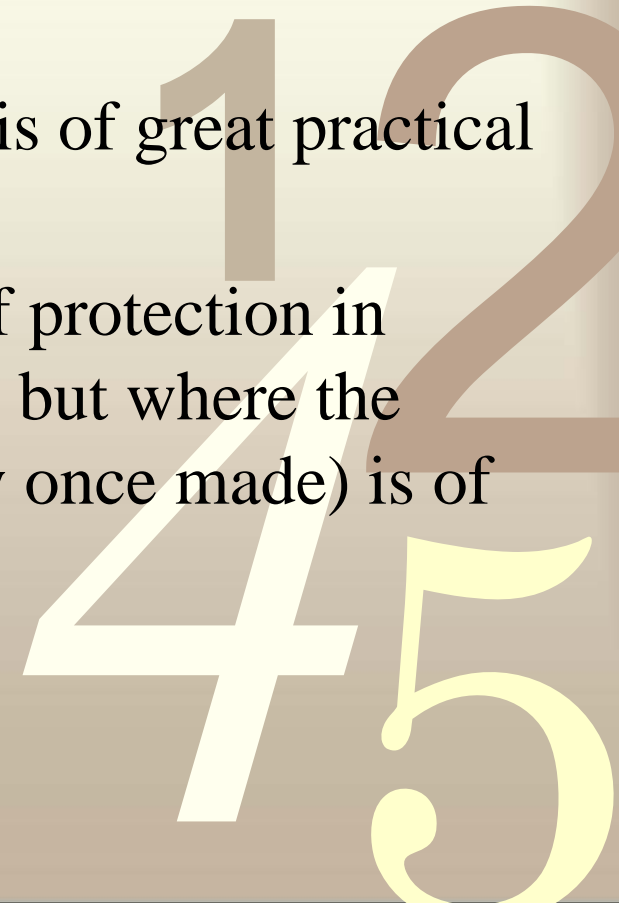 is of great practical
f protection in
but where the
y once made) is of
1 2
4
5